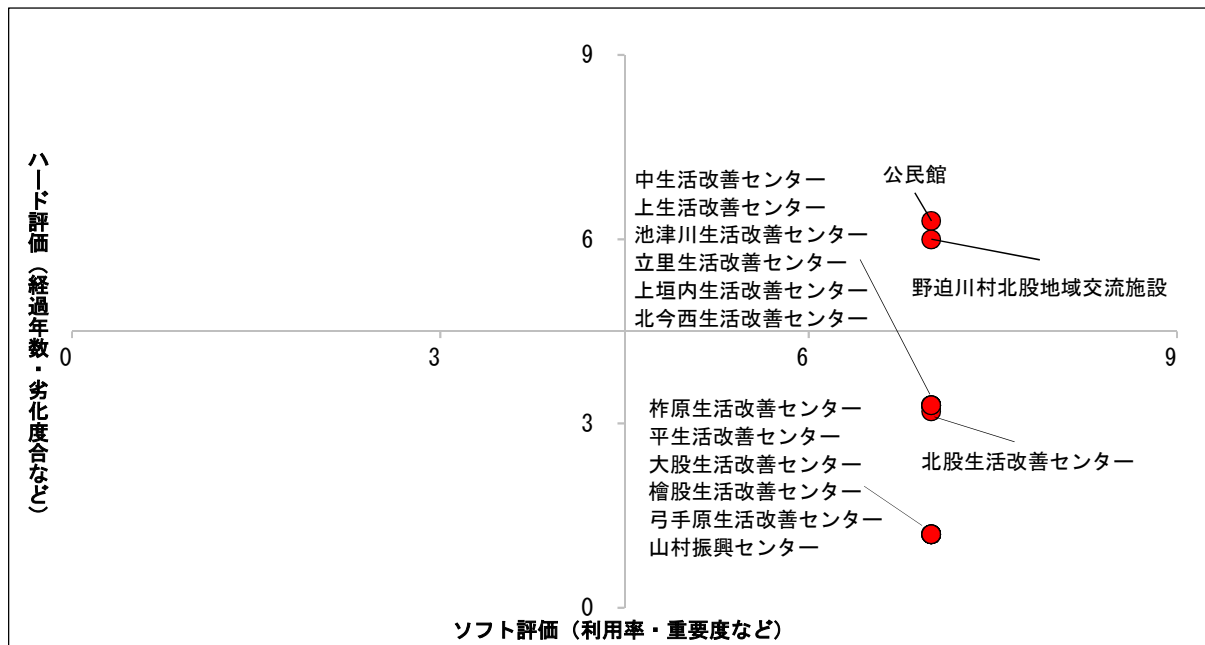 9
中生活改善センター
公民館
上生活改善センター
池津川生活改善センター
6
立里生活改善センター
野迫川村北股地域交流施設
上垣内生活改善センター
北今西生活改善センター
0
3
6
9
ハード評価（経過年数・劣化度合など）
柞原生活改善センター
3
平生活改善センター
大股生活改善センター
北股生活改善センター
檜股生活改善センター
弓手原生活改善センター
山村振興センター
0
ソフト評価（利用率・重要度など）